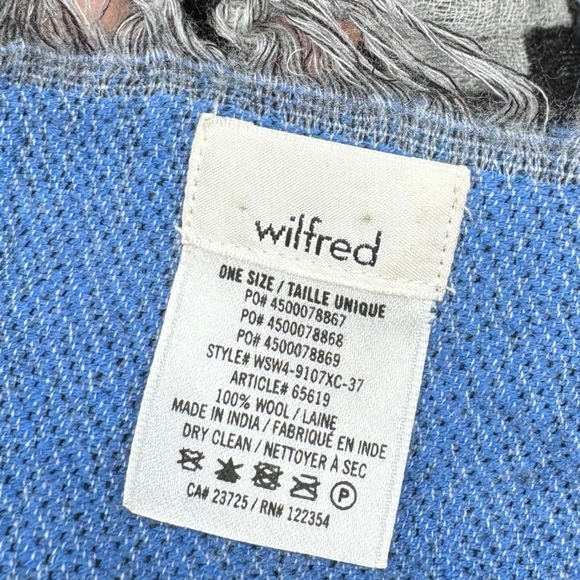 wilfred
ONE SIZE / TAILLE UNIQUE
PO# 4500078867
PO# 4500078868
PO# 4500078869
STYLE# WSW4-9107XC-37
ARTICLE# 65619
100% WOOL / LAINE
MADE IN INDIA / FABRIQUÉ EN INDE
DRY CLEAN / NETTOYER À SEC
P
CA# 23725 / RN# 122354